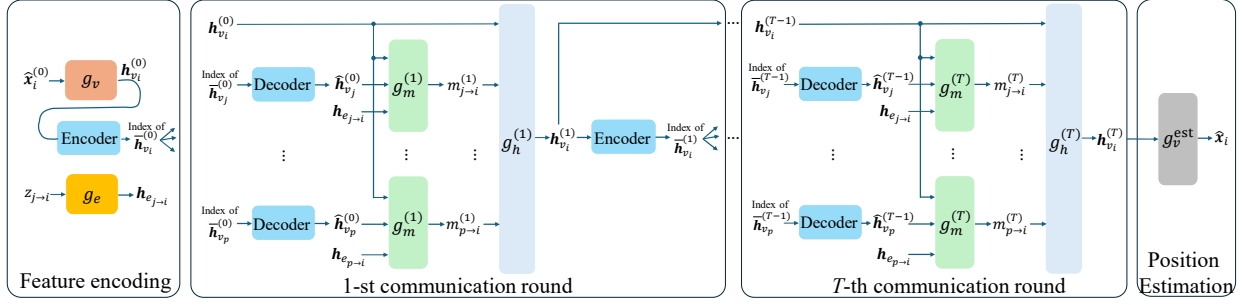 x̂_i^(0)
g_v
h_{v_i}^(0)
Encoder
Index of
h̅_{v_i}^(0)
z_{j→i}
g_e
h_{e_{j→i}}
Feature encoding
h_{v_i}^(0)
Index of
h̅_{v_j}^(0)
Decoder
ĥ_{v_j}^(0)
h_{e_{j→i}}
g_m^(1)
m_{j→i}^(1)
⋮
⋮
Index of
h̅_{v_p}^(0)
Decoder
ĥ_{v_p}^(0)
h_{e_{p→i}}
g_m^(1)
m_{p→i}^(1)
g_h^(1)
h_{v_i}^(1)
Encoder
Index of
h̅_{v_i}^(1)
1-st communication round
...
...
h_{v_i}^(T−1)
Index of
h̅_{v_j}^(T−1)
Decoder
ĥ_{v_j}^(T−1)
h_{e_{j→i}}
g_m^(T)
m_{j→i}^(T)
⋮
⋮
Index of
h̅_{v_p}^(T−1)
Decoder
ĥ_{v_p}^(T−1)
h_{e_{p→i}}
g_m^(T)
m_{p→i}^(T)
g_h^(T)
h_{v_i}^(T)
T-th communication round
g_v^est
x̂_i
Position
Estimation